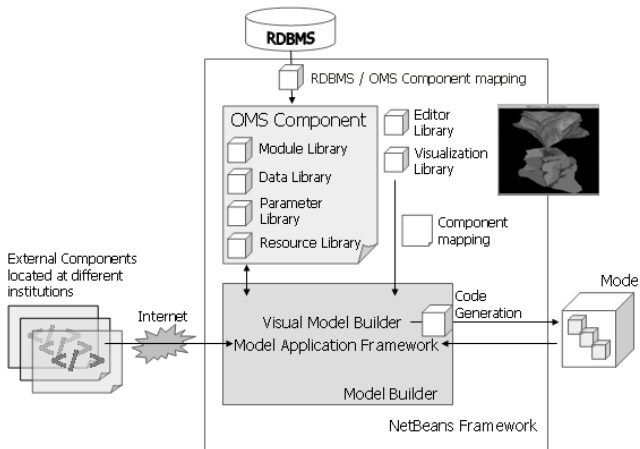 RDBMS
RDBMS / OMS Component mapping
OMS Component
Module Library
Data Library
Parameter
Library
Resource Library
Editor
Library
Visualization
Library
Component
mapping
External Components
located at different
institutions
</>
</>
</>
Internet
Visual Model Builder
Model Application Framework
Model Builder
Code
Generation
Mode
NetBeans Framework